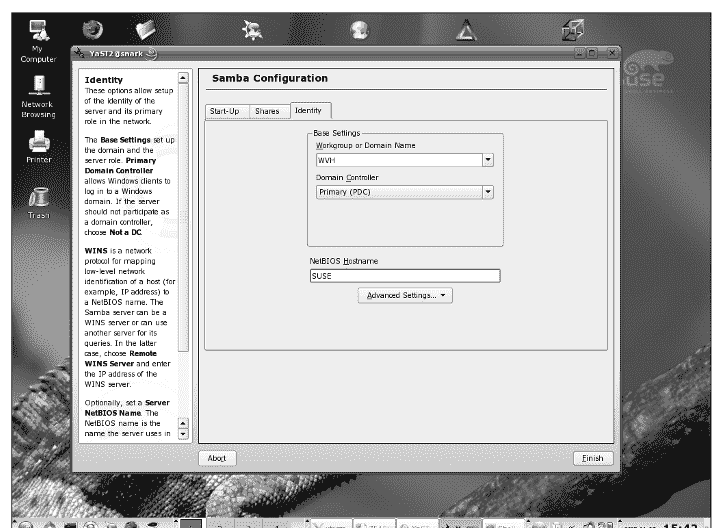 My
Computer
Network
Browsing
Printer
Trash
YaST2@snark
Identity
These options allow setup
of the identity of the
server and its primary
role in the network.
The Base Settings set up
the domain and the
server role. Primary
Domain Controller
allows Windows clients to
log in to a Windows
domain. If the server
should not participate as
a domain controller,
choose Not a DC.
WINS is a network
protocol for mapping
low-level network
identification of a host (for
example, IP address) to
a NetBIOS name. The
Samba server can be a
WINS server or can use
another server for its
queries. In the latter
case, choose Remote
WINS Server and enter
the IP address of the
WINS server.
Optionally, set a Server
NetBIOS Name. The
NetBIOS name is the
name the server uses in
Samba Configuration
Start-Up Shares Identity
Base Settings
Workgroup or Domain Name
WVH
Domain Controller
Primary (PDC)
NetBIOS Hostname
SUSE
Advanced Settings...
Abort
Finish